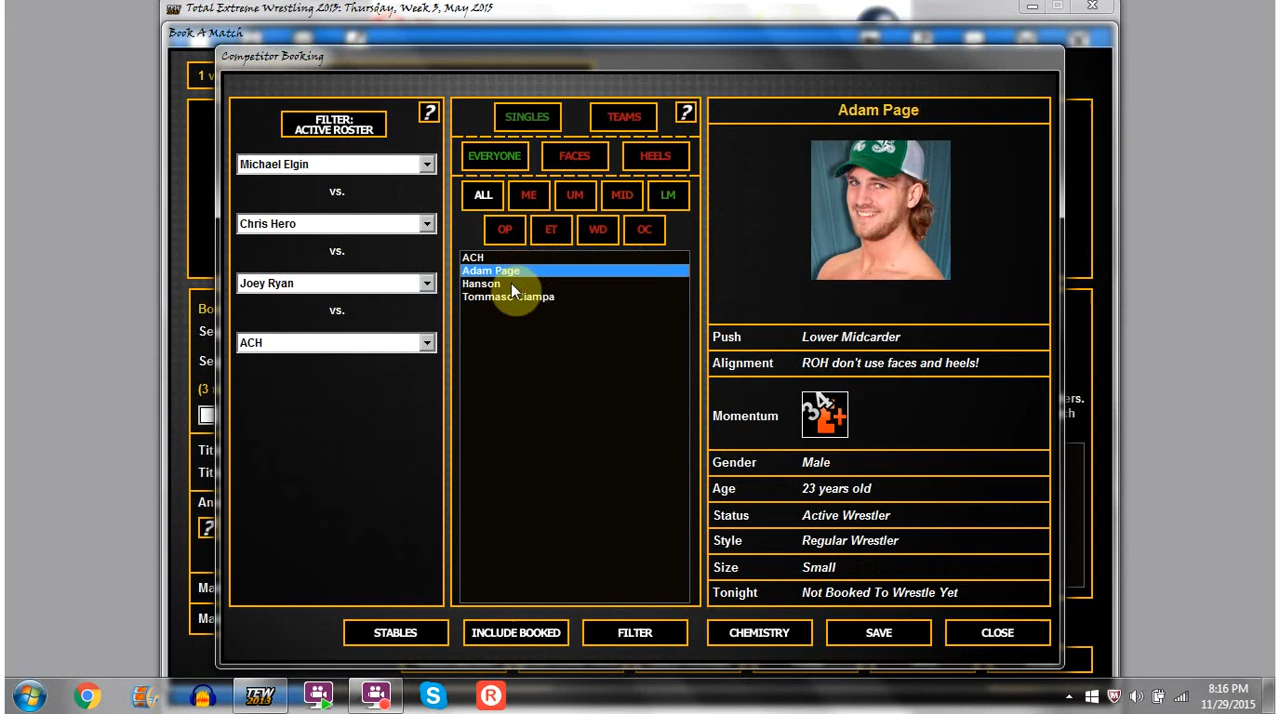 Total Extreme Wrestling 2013: Thursday, Week 3, May 2013
Book A Match
Competitor Booking
1 v
FILTER:
ACTIVE ROSTER
?
Michael Elgin
vs.
Chris Hero
vs.
Joey Ryan
vs.
ACH
SINGLES
TEAMS
?
EVERYONE
FACES
HEELS
ALL
ME
UM
MID
LM
OP
ET
WD
OC
ACH
Adam Page
Hanson
Adam Page
Push Lower Midcarder
Alignment ROH don't use faces and heels!
Momentum
Gender Male
Age 23 years old
Status Active Wrestler
Style Regular Wrestler
Size Small
Tonight Not Booked To Wrestle Yet
STABLES
INCLUDE BOOKED
FILTER
CHEMISTRY
SAVE
CLOSE
TEW
2013
8:16 PM
11/29/2015